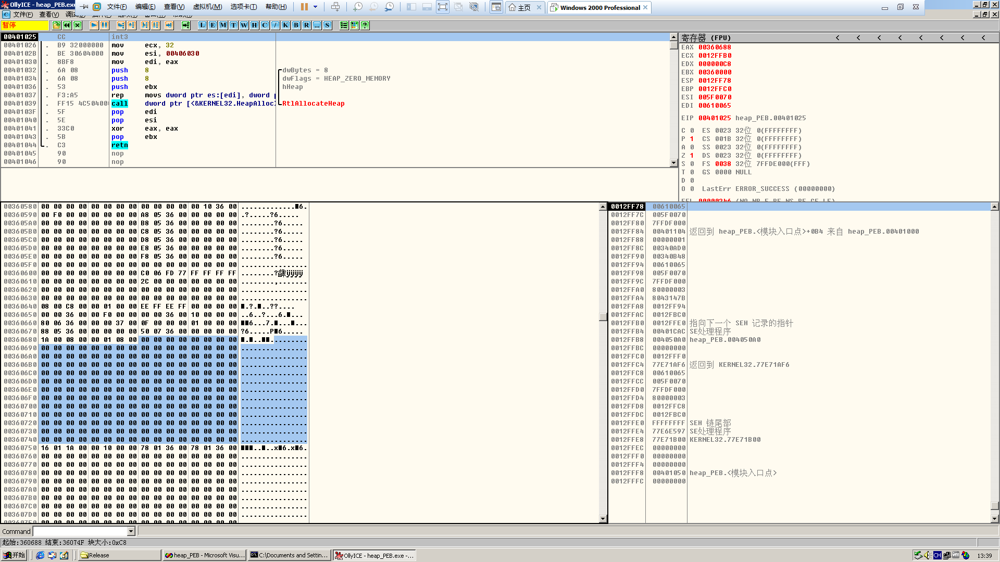 OllyICE - heap_PEB.exe
文件(F) 编辑(E) 查看(V) 虚拟机(M) 选项卡(T) 帮助(H)
主页
Windows 2000 Professional
文件(F) 查看(V)
暂停
L E M T W H C / K B R ... S
00401025 CC int3
00401026 . B9 32000000 mov ecx, 32
0040102B . BE 30604000 mov esi, 00406030
00401030 . 8BF8 mov edi, eax
00401032 . 6A 08 push 8 dwBytes = 8
00401034 . 6A 08 push 8 dwFlags = HEAP_ZERO_MEMORY
00401036 . 53 push ebx hHeap
00401037 . F3:A5 rep movs dword ptr es:[edi], dword p
00401039 . FF15 4C50400 call dword ptr [<&KERNEL32.HeapAlloc> RtlAllocateHeap
0040103F . 5F pop edi
00401040 . 5E pop esi
00401041 . 33C0 xor eax, eax
00401043 . 5B pop ebx
00401044 . C3 retn
00401045 90 nop
00401046 90 nop
寄存器 (FPU) < < < < < < < <
EAX 00360688
ECX 0012FFB0
EDX 000000C8
EBX 00360000
ESP 0012FF78
EBP 0012FFC0
ESI 005F0070
EDI 00610065
EIP 00401025 heap_PEB.00401025
C 0 ES 0023 32位 0(FFFFFFFF)
P 1 CS 001B 32位 0(FFFFFFFF)
A 0 SS 0023 32位 0(FFFFFFFF)
Z 1 DS 0023 32位 0(FFFFFFFF)
S 0 FS 0038 32位 7FFDE000(FFF)
T 0 GS 0000 NULL
D 0
O 0 LastErr ERROR_SUCCESS (00000000)
EFL 00000246 (NO,NB,E,BE,NS,PE,GE,LE)
00360580 00 00 00 00 00 00 00 00 00 00 00 00 00 10 36 00
00360590 00 F0 00 00 00 00 00 00 A8 05 36 00 00 00 00 00
003605A0 00 00 00 00 00 00 00 00 B8 05 36 00 00 00 00 00
003605B0 00 00 00 00 00 00 00 00 C8 05 36 00 00 00 00 00
003605C0 00 00 00 00 00 00 00 00 D8 05 36 00 00 00 00 00
003605D0 00 00 00 00 00 00 00 00 E8 05 36 00 00 00 00 00
003605E0 00 00 00 00 00 00 00 00 F8 05 36 00 00 00 00 00
003605F0 00 00 00 00 00 00 00 00 00 00 00 00 00 00 00 00
00360600 00 00 00 00 00 00 00 00 C0 06 FD 77 FF FF FF FF
00360610 00 00 00 00 00 00 00 00 2C 00 00 00 00 00 00 00
00360620 00 00 00 00 00 00 00 00 00 00 00 00 00 00 00 00
00360630 00 00 00 00 00 00 00 00 00 00 00 00 00 00 00 00
00360640 08 00 C8 00 00 01 00 00 EE FF EE FF 00 00 00 00
00360650 00 00 36 00 00 F0 00 00 00 00 36 00 10 00 00 00
00360660 80 06 36 00 00 00 37 00 0F 00 00 00 01 00 00 00
00360670 88 05 36 00 00 00 00 00 50 07 36 00 00 00 00 00
00360680 1A 00 08 00 00 01 08 00 00 00 00 00 00 00 00 00
00360690 00 00 00 00 00 00 00 00 00 00 00 00 00 00 00 00
003606A0 00 00 00 00 00 00 00 00 00 00 00 00 00 00 00 00
003606B0 00 00 00 00 00 00 00 00 00 00 00 00 00 00 00 00
003606C0 00 00 00 00 00 00 00 00 00 00 00 00 00 00 00 00
003606D0 00 00 00 00 00 00 00 00 00 00 00 00 00 00 00 00
003606E0 00 00 00 00 00 00 00 00 00 00 00 00 00 00 00 00
003606F0 00 00 00 00 00 00 00 00 00 00 00 00 00 00 00 00
00360700 00 00 00 00 00 00 00 00 00 00 00 00 00 00 00 00
00360710 00 00 00 00 00 00 00 00 00 00 00 00 00 00 00 00
00360720 00 00 00 00 00 00 00 00 00 00 00 00 00 00 00 00
00360730 00 00 00 00 00 00 00 00 00 00 00 00 00 00 00 00
00360740 00 00 00 00 00 00 00 00 00 00 00 00 00 00 00 00
00360750 16 01 1A 00 00 10 00 00 78 01 36 00 78 01 36 00
00360760 00 00 00 00 00 00 00 00 00 00 00 00 00 00 00 00
00360770 00 00 00 00 00 00 00 00 00 00 00 00 00 00 00 00
00360780 00 00 00 00 00 00 00 00 00 00 00 00 00 00 00 00
00360790 00 00 00 00 00 00 00 00 00 00 00 00 00 00 00 00
003607A0 00 00 00 00 00 00 00 00 00 00 00 00 00 00 00 00
003607B0 00 00 00 00 00 00 00 00 00 00 00 00 00 00 00 00
003607C0 00 00 00 00 00 00 00 00 00 00 00 00 00 00 00 00
003607D0 00 00 00 00 00 00 00 00 00 00 00 00 00 00 00 00
0012FF78 00610065
0012FF7C 005F0070
0012FF80 7FFDF000
0012FF84 00401104 返回到 heap_PEB.<模块入口点>+0B4 来自 heap_PEB.00401000
0012FF88 00000001
0012FF8C 00340AD0
0012FF90 00340B48
0012FF94 00610065
0012FF98 005F0070
0012FF9C 7FFDF000
0012FFA0 80000003
0012FFA4 8043147B
0012FFA8 0012FF94
0012FFAC 0012FBC0
0012FFB0 0012FFE0 指向下一个 SEH 记录的指针
0012FFB4 00401CAC SE处理程序
0012FFB8 004050A0 heap_PEB.004050A0
0012FFBC 00000000
0012FFC0 0012FFF0
0012FFC4 77E71AF6 返回到 KERNEL32.77E71AF6
0012FFC8 00610065
0012FFCC 005F0070
0012FFD0 7FFDF000
0012FFD4 80000003
0012FFD8 0012FFC8
0012FFDC 0012FBC0
0012FFE0 FFFFFFFF SEH 链尾部
0012FFE4 77E6E597 SE处理程序
0012FFE8 77E71B00 KERNEL32.77E71B00
0012FFEC 00000000
0012FFF0 00000000
0012FFF4 00000000
0012FFF8 00401050 heap_PEB.<模块入口点>
0012FFFC 00000000
Command
起始:360688 结束:36074F 块大小:0xC8
开始 Release heap_PEB - Microsoft Visu... C:\Documents and Settin... OllyICE - heap_PEB.exe -... CH 13:39